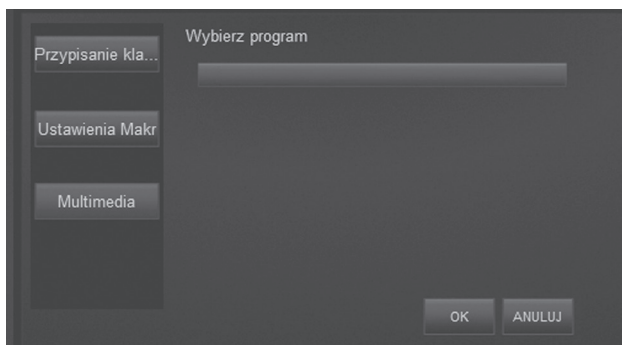 Przypisanie kla...
Wybierz program
Ustawienia Makr
Multimedia
OK
ANULUJ